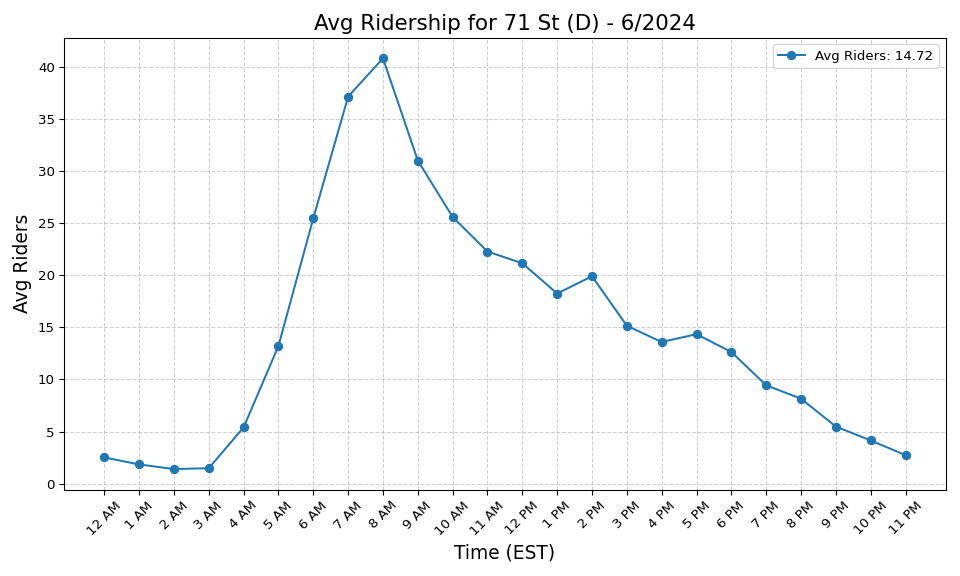 Avg Ridership for 71 St (D) - 6/2024
Avg Riders: 14.72
Avg Riders
40
35
30
25
20
15
10
5
0
12 AM
1 AM
2 AM
3 AM
4 AM
5 AM
6 AM
7 AM
8 AM
9 AM
10 AM
11 AM
12 PM
1 PM
2 PM
3 PM
4 PM
5 PM
6 PM
7 PM
8 PM
9 PM
10 PM
11 PM
Time (EST)